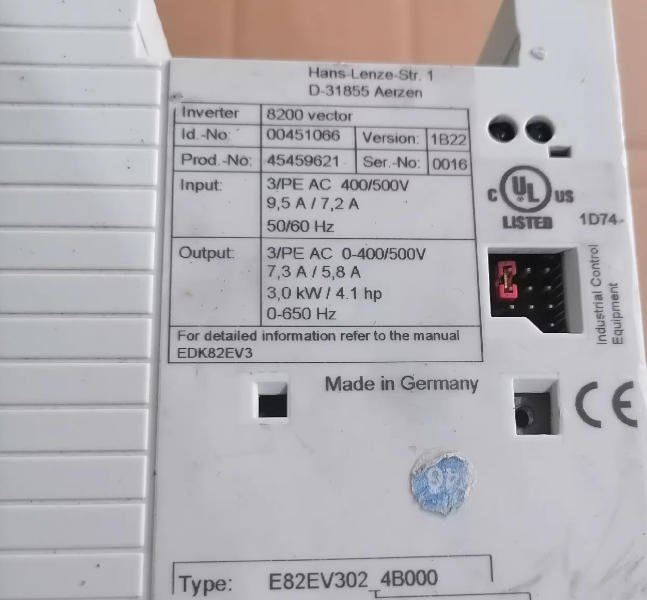 Hans-Lenze-Str. 1
D-31855 Aerzen
Inverter 8200 vector
Id.-No: 00451066 Version: 1B22
Prod.-No: 45459621 Ser.-No: 0016
Input: 3/PE AC 400/500V
9,5 A / 7,2 A
50/60 Hz
Output: 3/PE AC 0-400/500V
7,3 A / 5,8 A
3,0 kW / 4.1 hp
0-650 Hz
For detailed information refer to the manual
EDK82EV3
C UL US
LISTED 1D74-
Industrial Control
Equipment
Made in Germany
CE
Type: E82EV302_4B000